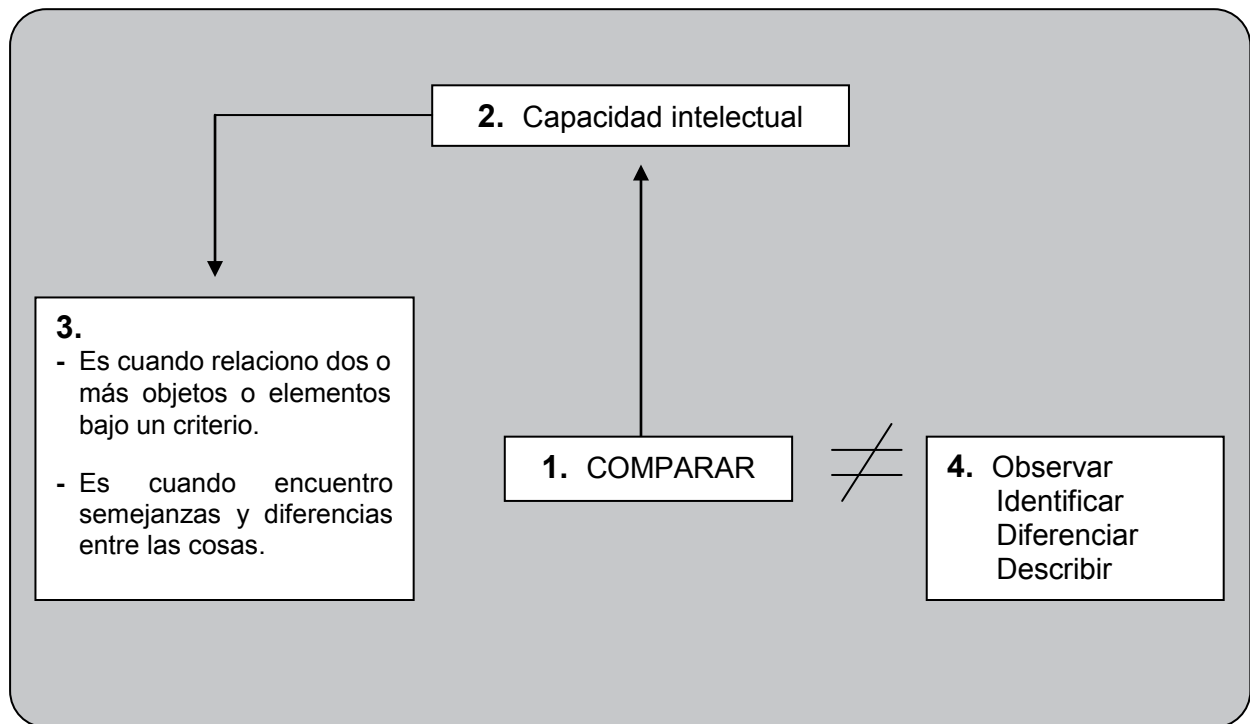 2. Capacidad intelectual
3.
- Es cuando relaciono dos o
más objetos o elementos
bajo un criterio.
- Es cuando encuentro
semejanzas y diferencias
entre las cosas.
1. COMPARAR
4. Observar
Identificar
Diferenciar
Describir